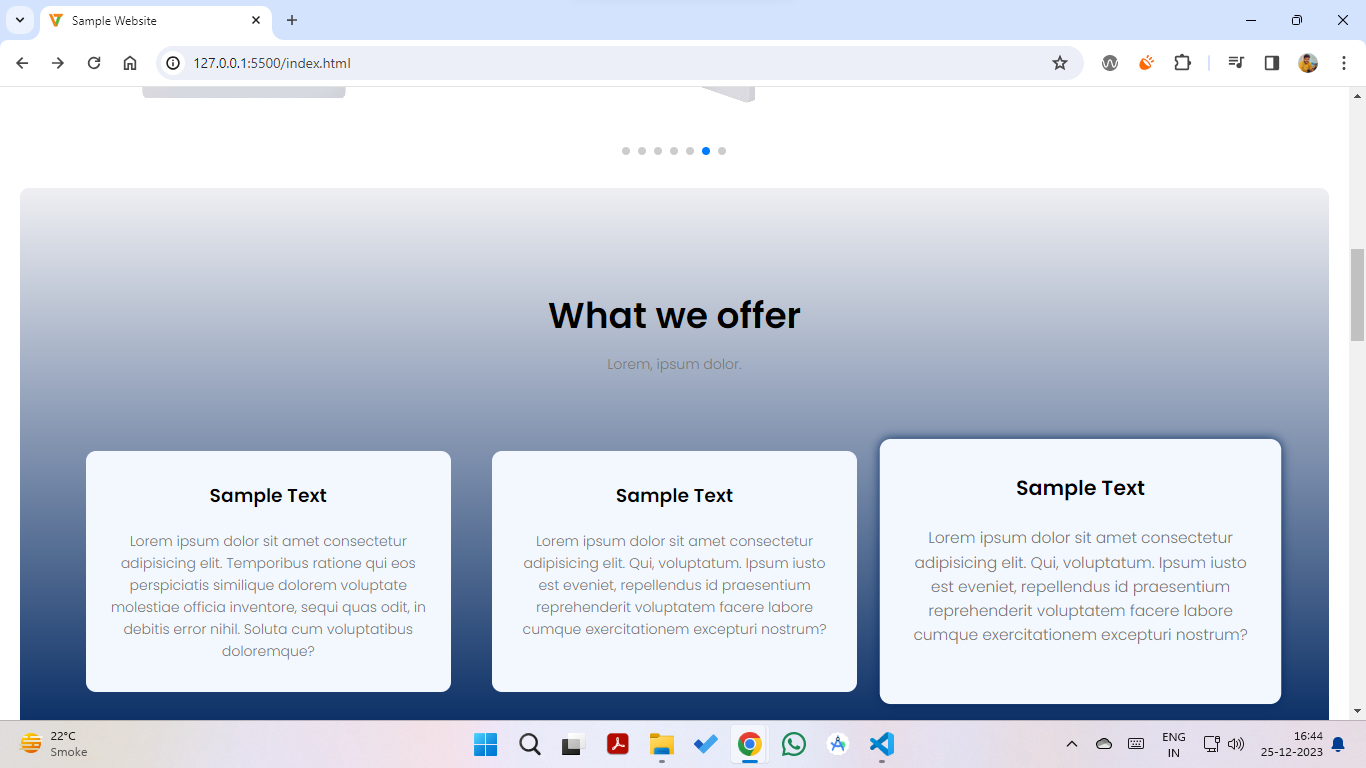 Sample Website
127.0.0.1:5500/index.html
What we offer
Lorem, ipsum dolor.
Sample Text
Lorem ipsum dolor sit amet consectetur
adipisicing elit. Temporibus ratione qui eos
perspiciatis similique dolorem voluptate
molestiae officia inventore, sequi quas odit, in
debitis error nihil. Soluta cum voluptatibus
doloremque?
Sample Text
Lorem ipsum dolor sit amet consectetur
adipisicing elit. Qui, voluptatum. Ipsum iusto
est eveniet, repellendus id praesentium
reprehenderit voluptatem facere labore
cumque exercitationem excepturi nostrum?
Sample Text
Lorem ipsum dolor sit amet consectetur
adipisicing elit. Qui, voluptatum. Ipsum iusto
est eveniet, repellendus id praesentium
reprehenderit voluptatem facere labore
cumque exercitationem excepturi nostrum?
22°C
Smoke
ENG
IN
16:44
25-12-2023